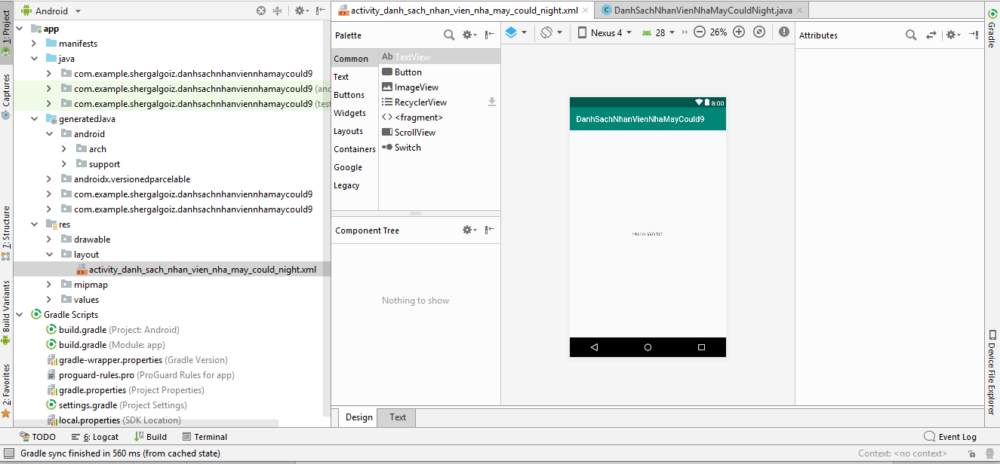 Android
activity_danh_sach_nhan_vien_nha_may_could_night.xml
DanhSachNhanVienNhaMayCouldNight.java
1: Project
Captures
7: Structure
Build Variants
2: Favorites
app
manifests
java
com.example.shergalgoiz.danhsachnhanviennhamaycould9
com.example.shergalgoiz.danhsachnhanviennhamaycould9 (and
com.example.shergalgoiz.danhsachnhanviennhamaycould9 (test
generatedJava
android
arch
support
androidx.versionedparcelable
com.example.shergalgoiz.danhsachnhanviennhamaycould9
com.example.shergalgoiz.danhsachnhanviennhamaycould9
res
drawable
layout
activity_danh_sach_nhan_vien_nha_may_could_night.xml
mipmap
values
Gradle Scripts
build.gradle (Project: Android)
build.gradle (Module: app)
gradle-wrapper.properties (Gradle Version)
proguard-rules.pro (ProGuard Rules for app)
gradle.properties (Project Properties)
settings.gradle (Project Settings)
local.properties (SDK Location)
Palette
Common
Text
Buttons
Widgets
Layouts
Containers
Google
Legacy
Ab TextView
Button
ImageView
RecyclerView
<fragment>
ScrollView
Switch
Component Tree
Nothing to show
Nexus 4
28
26%
8:00
DanhSachNhanVienNhaMayCould9
Hello World!
Attributes
Gradle
Device File Explorer
Design
Text
TODO
6: Logcat
Build
Terminal
Event Log
Gradle sync finished in 560 ms (from cached state)
Context: <no context>